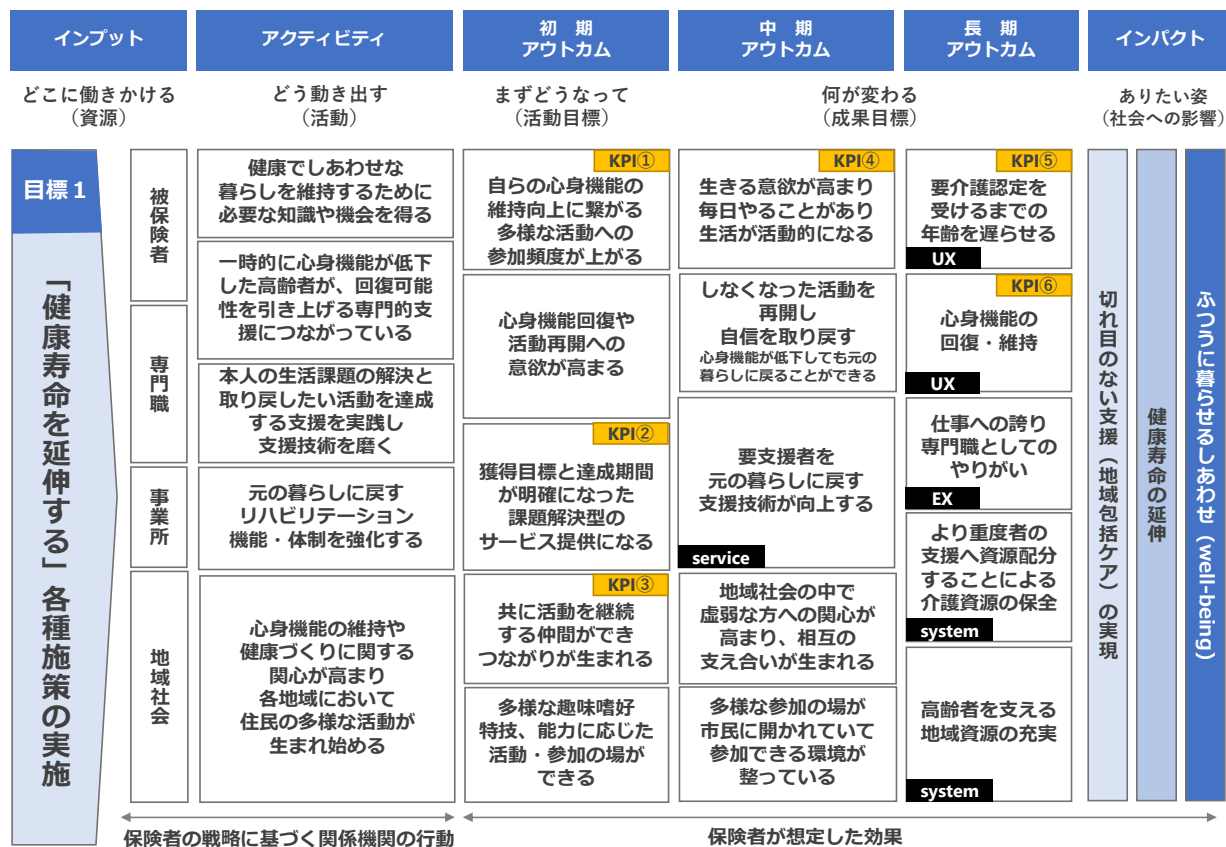 インプット
アクティビティ
初　期
アウトカム
中　期
アウトカム
長　期
アウトカム
インパクト
どこに働きかける
（資源）
どう動き出す
（活動）
まずどうなって
（活動目標）
何が変わる
（成果目標）
ありたい姿
（社会への影響）
目標１
「健康寿命を延伸する」各種施策の実施
被保険者
専門職
事業所
地域社会
健康でしあわせな
暮らしを維持するために
必要な知識や機会を得る
一時的に心身機能が低下
した高齢者が、回復可能
性を引き上げる専門的支
援につながっている
本人の生活課題の解決と
取り戻したい活動を達成
する支援を実践し
支援技術を磨く
元の暮らしに戻す
リハビリテーション
機能・体制を強化する
心身機能の維持や
健康づくりに関する
関心が高まり
各地域において
住民の多様な活動が
生まれ始める
KPI①
自らの心身機能の
維持向上に繋がる
多様な活動への
参加頻度が上がる
心身機能回復や
活動再開への
意欲が高まる
KPI②
獲得目標と達成期間
が明確になった
課題解決型の
サービス提供になる
KPI③
共に活動を継続
する仲間ができ
つながりが生まれる
多様な趣味嗜好
特技、能力に応じた
活動・参加の場が
できる
KPI④
生きる意欲が高まり
毎日やることがあり
生活が活動的になる
しなくなった活動を
再開し
自信を取り戻す
心身機能が低下しても元の
暮らしに戻ることができる
要支援者を
元の暮らしに戻す
支援技術が向上する
service
地域社会の中で
虚弱な方への関心が
高まり、相互の
支え合いが生まれる
多様な参加の場が
市民に開かれていて
参加できる環境が
整っている
KPI⑤
要介護認定を
受けるまでの
年齢を遅らせる
UX
KPI⑥
心身機能の
回復・維持
UX
仕事への誇り
専門職としての
やりがい
EX
より重度者の
支援へ資源配分
することによる
介護資源の保全
system
高齢者を支える
地域資源の充実
system
切れ目のない支援（地域包括ケア）の実現
健康寿命の延伸
ふつうに暮らせるしあわせ（well-being）
保険者の戦略に基づく関係機関の行動
保険者が想定した効果